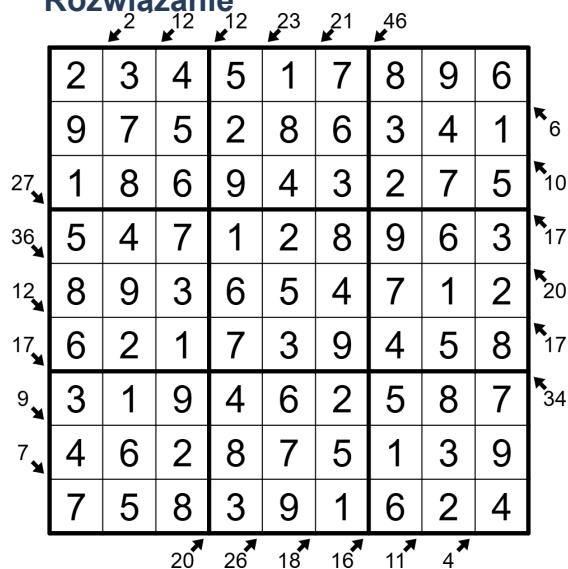 Rozwiązanie
2 12 12 23 21 46
2 3 4 5 1 7 8 9 6
9 7 5 2 8 6 3 4 1
6
27 1 8 6 9 4 3 2 7 5 10
36 5 4 7 1 2 8 9 6 3 17
12 8 9 3 6 5 4 7 1 2 20
17 6 2 1 7 3 9 4 5 8 17
9 3 1 9 4 6 2 5 8 7 34
7 4 6 2 8 7 5 1 3 9
7 5 8 3 9 1 6 2 4
20 26 18 16 11 4